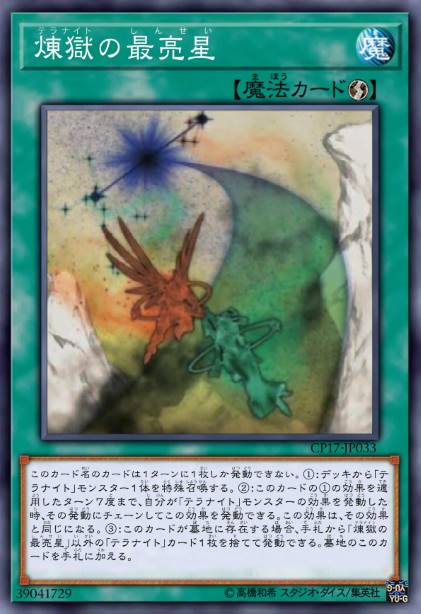 テラナイト しんせい
煉獄の最亮星
魔
まほう
【魔法カード】
CP17-JP033
このカード名のカードは1ターンに1枚しか発動できない。①:デッキから「テ
ラナイト」モンスター1体を特殊召喚する。②:このカードの①の効果を適
用したターン7度まで、自分が「テラナイト」モンスターの効果を発動した
時、その発動にチェーンしてこの効果を発動できる。この効果は、その効果
と同じになる。③:このカードが墓地に存在する場合、手札から「煉獄の
最亮星」以外の「テラナイト」カード1枚を捨てて発動できる。墓地のこのカ
ードを手札に加える。
39041729
©高橋和希 スタジオ・ダイス/集英社